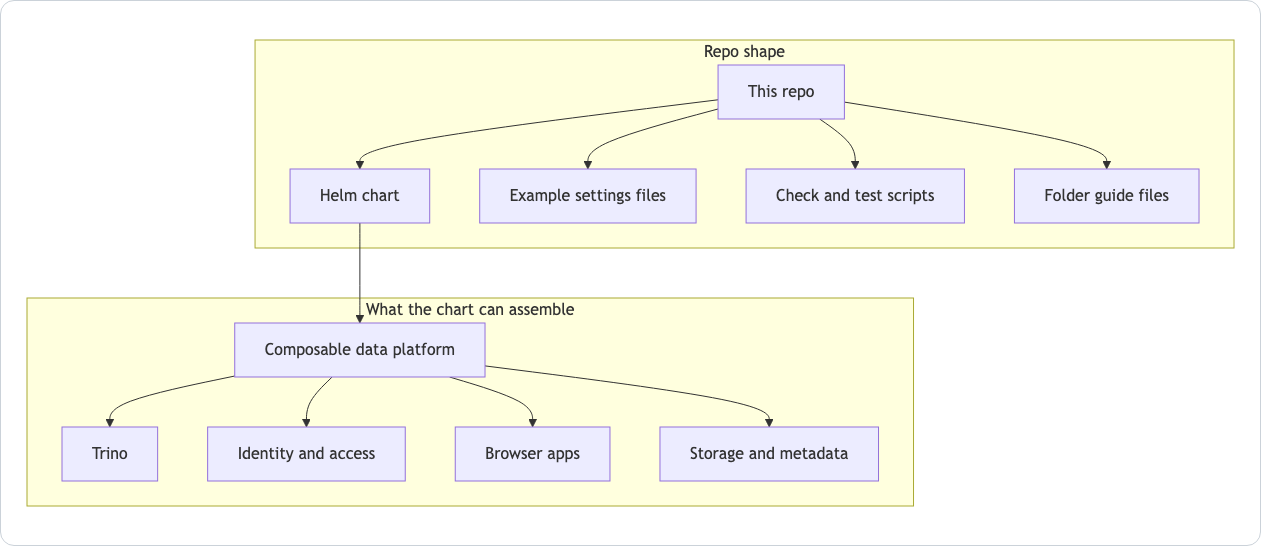 Repo shape
This repo
Helm chart
Example settings files
Check and test scripts
Folder guide files
What the chart can assemble
Composable data platform
Trino
Identity and access
Browser apps
Storage and metadata